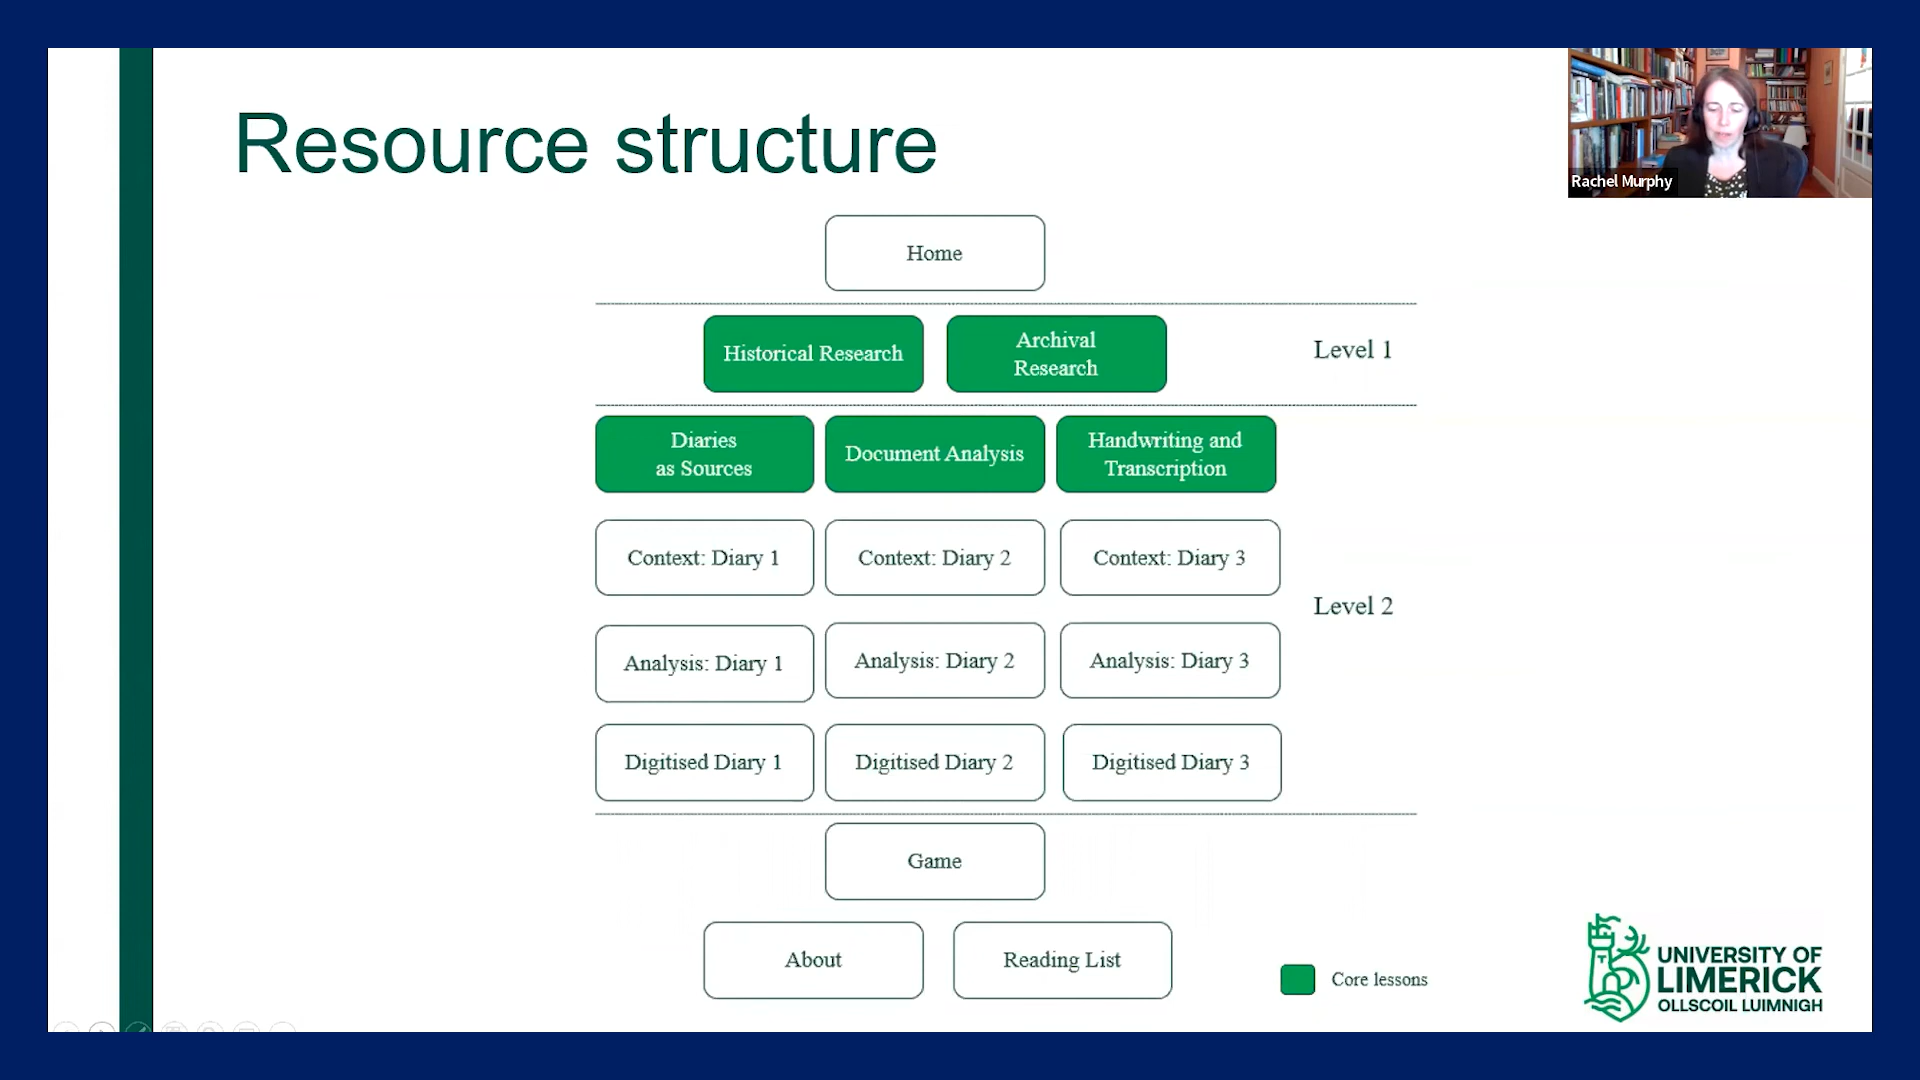 Resource structure
Rachel Murphy
Home
Historical Research
Archival
Research
Level 1
Diaries
as Sources
Document Analysis
Handwriting and
Transcription
Context: Diary 1
Context: Diary 2
Context: Diary 3
Level 2
Analysis: Diary 1
Analysis: Diary 2
Analysis: Diary 3
Digitised Diary 1
Digitised Diary 2
Digitised Diary 3
Game
About
Reading List
Core lessons
UNIVERSITY OF
LIMERICK
OLLSCOIL LUIMNIGH